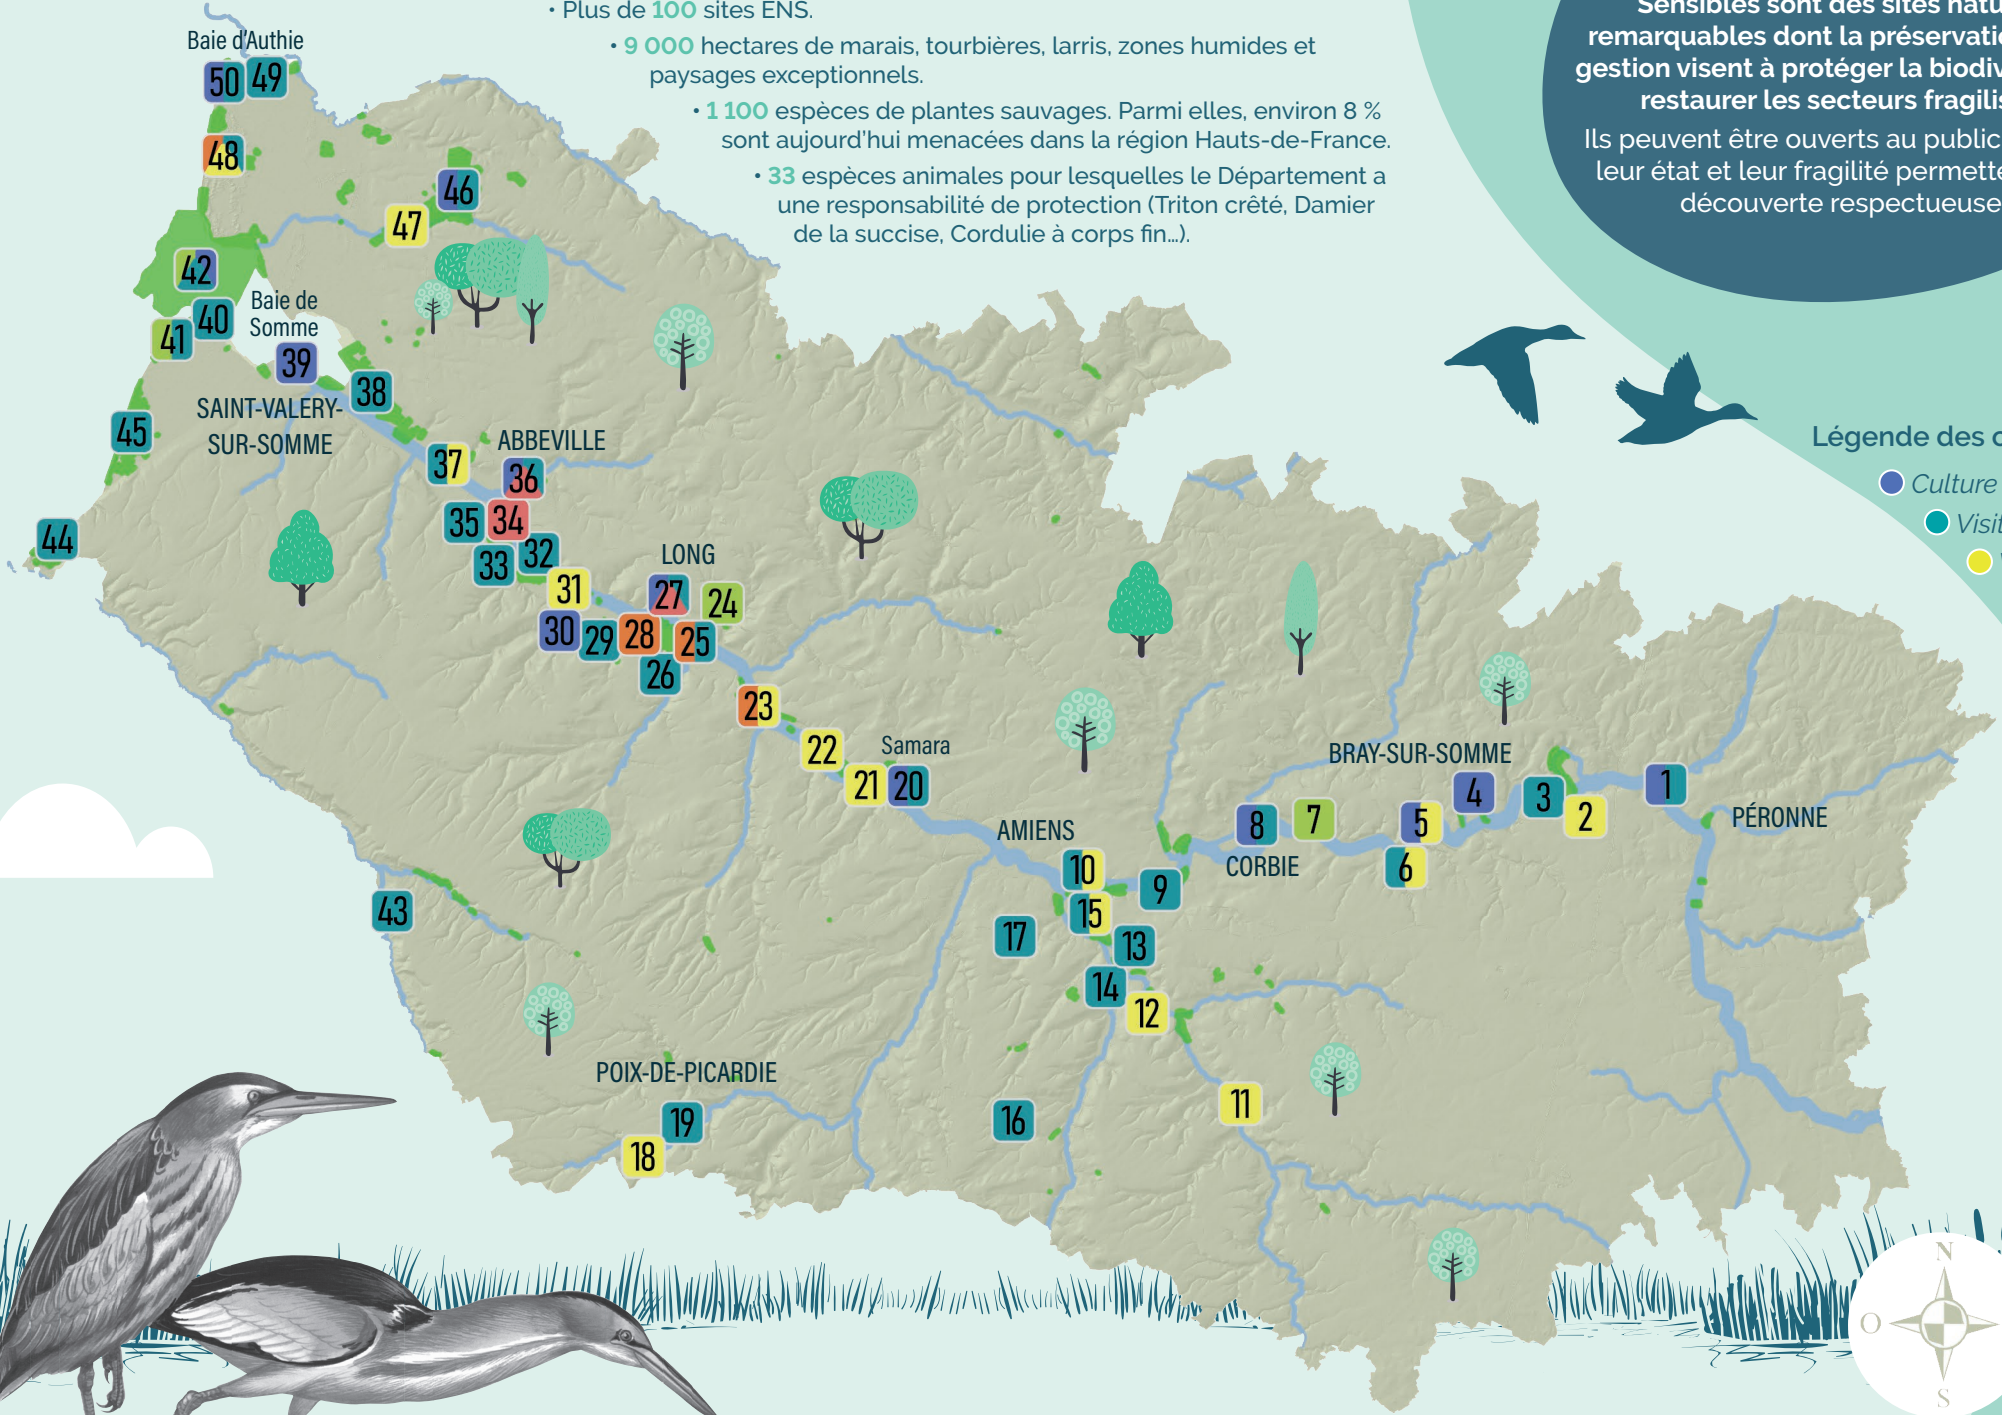 • Plus de 100 sites ENS.
• 9 000 hectares de marais, tourbières, larris, zones humides et
paysages exceptionnels.
• 1 100 espèces de plantes sauvages. Parmi elles, environ 8 %
sont aujourd'hui menacées dans la région Hauts-de-France.
• 33 espèces animales pour lesquelles le Département a
une responsabilité de protection (Triton crêté, Damier
de la succise, Cordulie à corps fin...).
Sensibles sont des sites
remarquables dont la
gestion visent à protéger la
restaurer les secteurs
Ils peuvent être ouverts au public
leur état et leur fragilité
découverte respectueuse
Légende des
Culture
Baie d'Authie
50
49
48
46
47
42
Baie de
Somme
40
41
39
38
SAINT-VALERY-
SUR-SOMME
45
ABBEVILLE
37
36
35
34
44
33
32
LONG
31
27
24
30
29
28
25
26
23
22
Samara
21
20
BRAY-SUR-SOMME
1
4
3
2
PÉRONNE
AMIENS
8
7
5
CORBIE
6
10
9
43
15
17
13
14
12
POIX-DE-PICARDIE
11
19
16
18
N
O
S